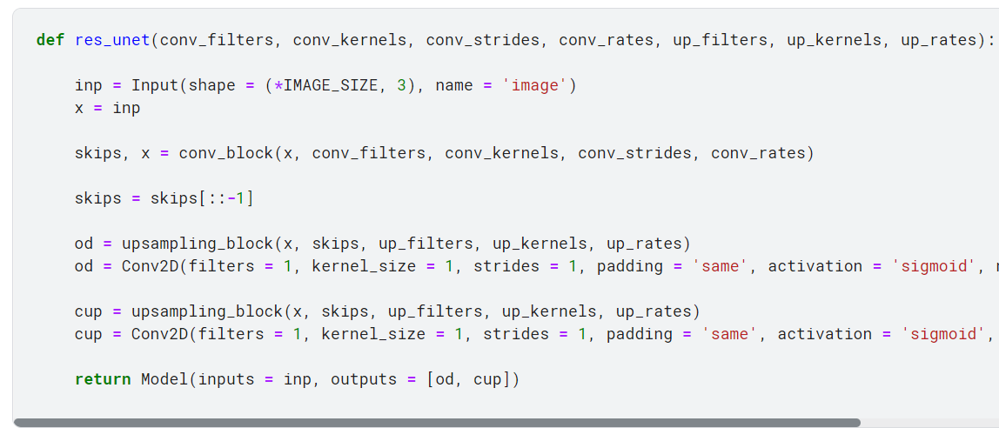 def res_unet(conv_filters, conv_kernels, conv_strides, conv_rates, up_filters, up_kernels, up_rates):
inp = Input(shape = (*IMAGE_SIZE, 3), name = 'image')
x = inp
skips, x = conv_block(x, conv_filters, conv_kernels, conv_strides, conv_rates)
skips = skips[::-1]
od = upsampling_block(x, skips, up_filters, up_kernels, up_rates)
od = Conv2D(filters = 1, kernel_size = 1, strides = 1, padding = 'same', activation = 'sigmoid',
cup = upsampling_block(x, skips, up_filters, up_kernels, up_rates)
cup = Conv2D(filters = 1, kernel_size = 1, strides = 1, padding = 'same', activation = 'sigmoid',
return Model(inputs = inp, outputs = [od, cup])